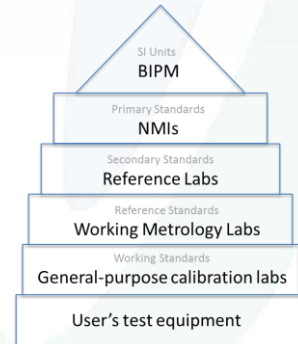 SI Units
BIPM
Primary Standards
NMIs
Secondary Standards
Reference Labs
Reference Standards
Working Metrology Labs
Working Standards
General-purpose calibration labs
User's test equipment